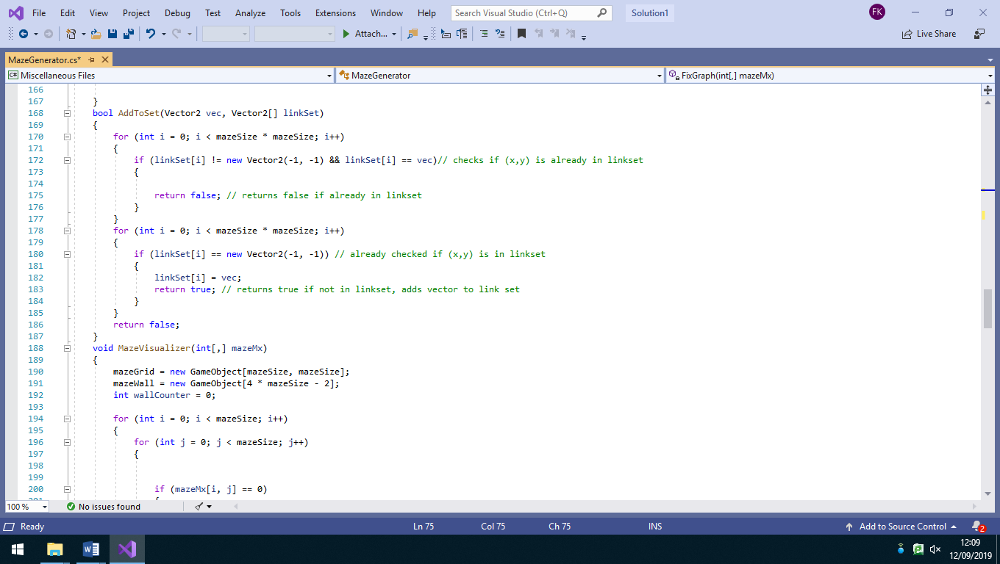 File Edit View Project Debug Test Analyze Tools Extensions Window Help Search Visual Studio (Ctrl+Q) Solution1 FK
Attach... Live Share
MazeGenerator.cs*
C# Miscellaneous Files MazeGenerator FixGraph(int[,] mazeMx)
166
167 }
168 bool AddToSet(Vector2 vec, Vector2[] linkSet)
169 {
170 for (int i = 0; i < mazeSize * mazeSize; i++)
171 {
172 if (linkSet[i] != new Vector2(-1, -1) && linkSet[i] == vec)// checks if (x,y) is already in linkset
173 {
174
175 return false; // returns false if already in linkset
176 }
177 }
178 for (int i = 0; i < mazeSize * mazeSize; i++)
179 {
180 if (linkSet[i] == new Vector2(-1, -1)) // already checked if (x,y) is in linkset
181 {
182 linkSet[i] = vec;
183 return true; // returns true if not in linkset, adds vector to link set
184 }
185 }
186 return false;
187 }
188 void MazeVisualizer(int[,] mazeMx)
189 {
190 mazeGrid = new GameObject[mazeSize, mazeSize];
191 mazeWall = new GameObject[4 * mazeSize - 2];
192 int wallCounter = 0;
193
194 for (int i = 0; i < mazeSize; i++)
195 {
196 for (int j = 0; j < mazeSize; j++)
197 {
198
199
200 if (mazeMx[i, j] == 0)
201 {
100 % No issues found
Ready Ln 75 Col 75 Ch 75 INS Add to Source Control 2
12:09
12/09/2019